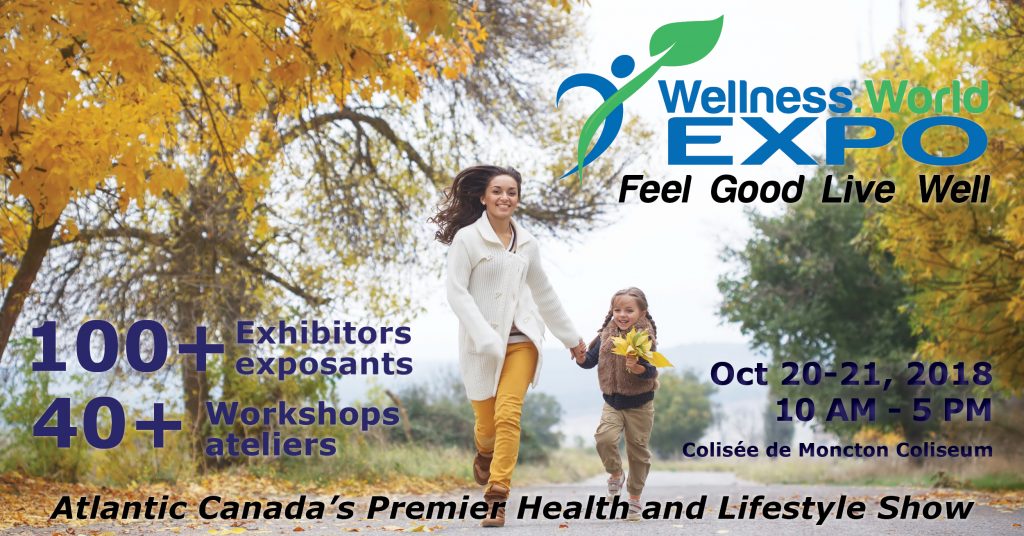 Wellness.World
EXPO
Feel Good Live Well
100+ Exhibitors
exposants
40+ Workshops
ateliers
Oct 20-21, 2018
10 AM - 5 PM
Colisée de Moncton Coliseum
Atlantic Canada's Premier Health and Lifestyle Show